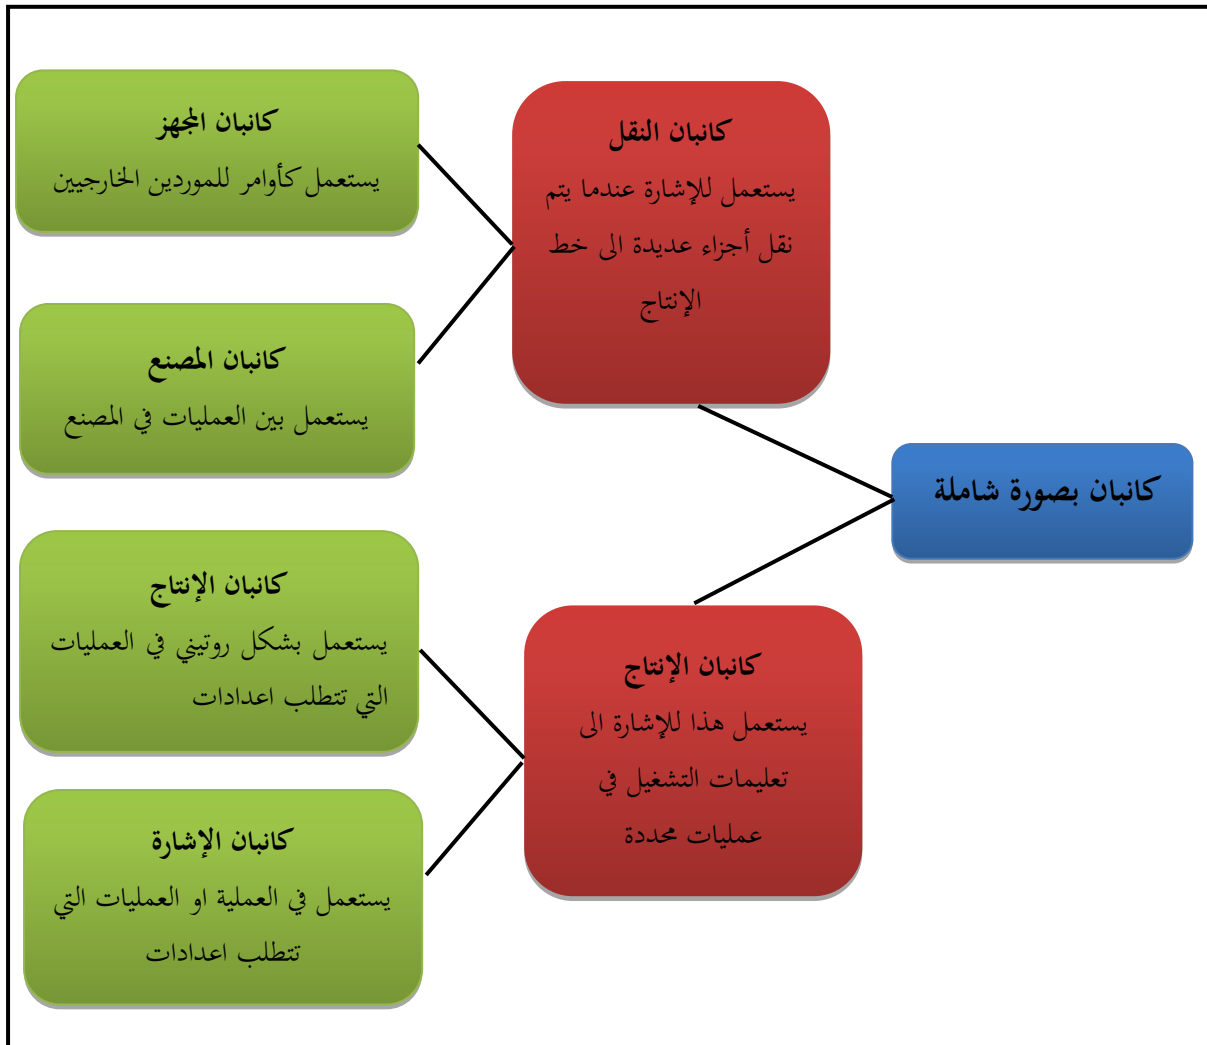 كانبان بصورة شاملة
كانبان النقل
يستعمل للإشارة عندما يتم
نقل أجزاء عديدة الى خط
الإنتاج
كانبان المجهز
يستعمل كأوامر للموردين الخارجيين
كانبان المصنع
يستعمل بين العمليات في المصنع
كانبان الإنتاج
يستعمل هذا للإشارة الى
تعليمات التشغيل في
عمليات محددة
كانبان الإنتاج
يستعمل بشكل روتيني في العمليات
التي تتطلب اعدادات
كانبان الإشارة
يستعمل في العملية او العمليات التي
تتطلب اعدادات